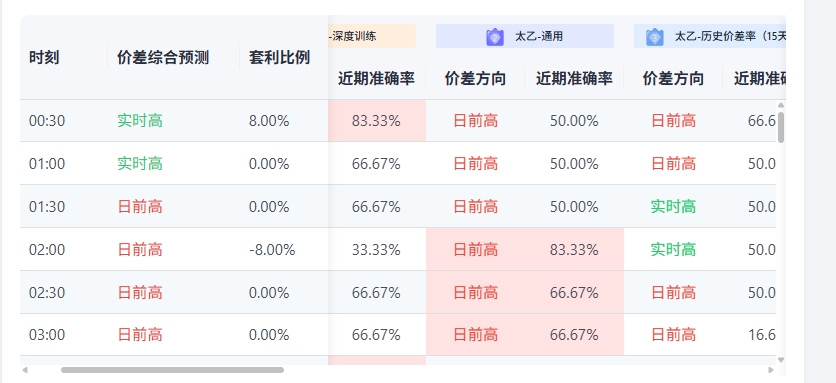 -深度训练 太乙-通用 太乙-历史价差率（15天
时刻 价差综合预测 套利比例 近期准确率 价差方向 近期准确率 价差方向 近期准确
00:30 实时高 8.00% 83.33% 日前高 50.00% 日前高 66.6
01:00 实时高 0.00% 66.67% 日前高 50.00% 日前高 50.0
01:30 日前高 0.00% 66.67% 日前高 50.00% 实时高 50.0
02:00 日前高 -8.00% 33.33% 日前高 83.33% 实时高 50.0
02:30 日前高 0.00% 66.67% 日前高 66.67% 日前高 50.0
03:00 日前高 0.00% 66.67% 日前高 66.67% 日前高 16.6